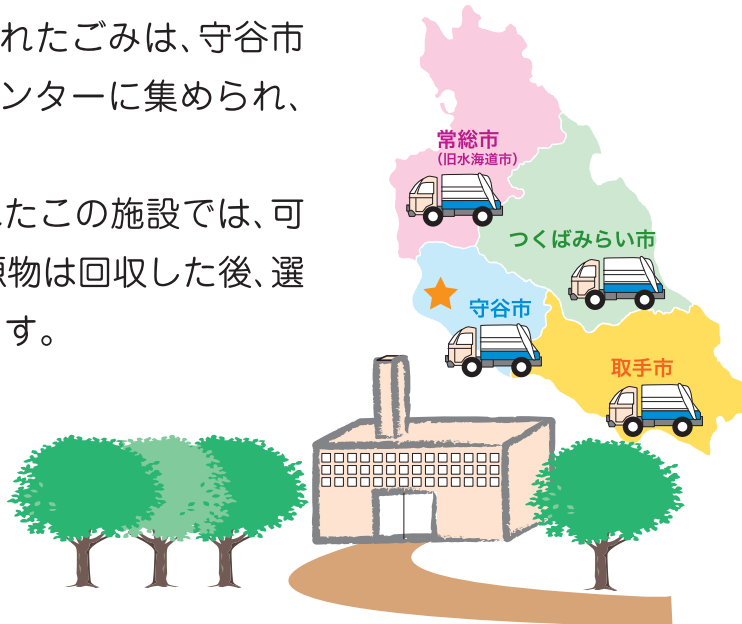 れたごみは、守谷市
ンターに集められ、
たこの施設では、可
物は回収した後、選
す。
常総市
（旧水海道市）
つくばみらい市
守谷市
取手市